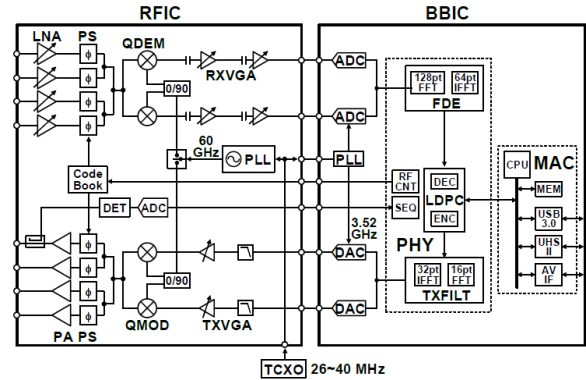 RFIC
BBIC
LNA
PS
QDEM
RXVGA
ϕ
ϕ
ϕ
ϕ
0/90
ADC
ADC
128pt
FFT
64pt
IFFT
FDE
60
GHz
PLL
PLL
Code
Book
RF
CNT
SEQ
DEC
LDPC
ENC
CPU
MAC
MEM
USB
3.0
UHS
II
AV
IF
DET
ADC
3.52
GHz
PHY
ϕ
ϕ
ϕ
ϕ
0/90
DAC
DAC
32pt
IFFT
16pt
FFT
TXFILT
PA PS
QMOD
TXVGA
TCXO
26~40 MHz